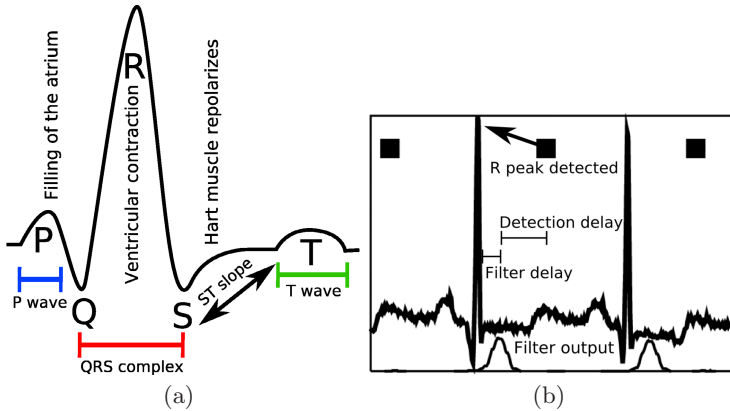 Filling of the atrium
P
P wave
Q
R
Ventricular contraction
S
QRS complex
Hart muscle repolarizes
ST slope
T
T wave
(a)
R peak detected
Detection delay
Filter delay
Filter output
(b)